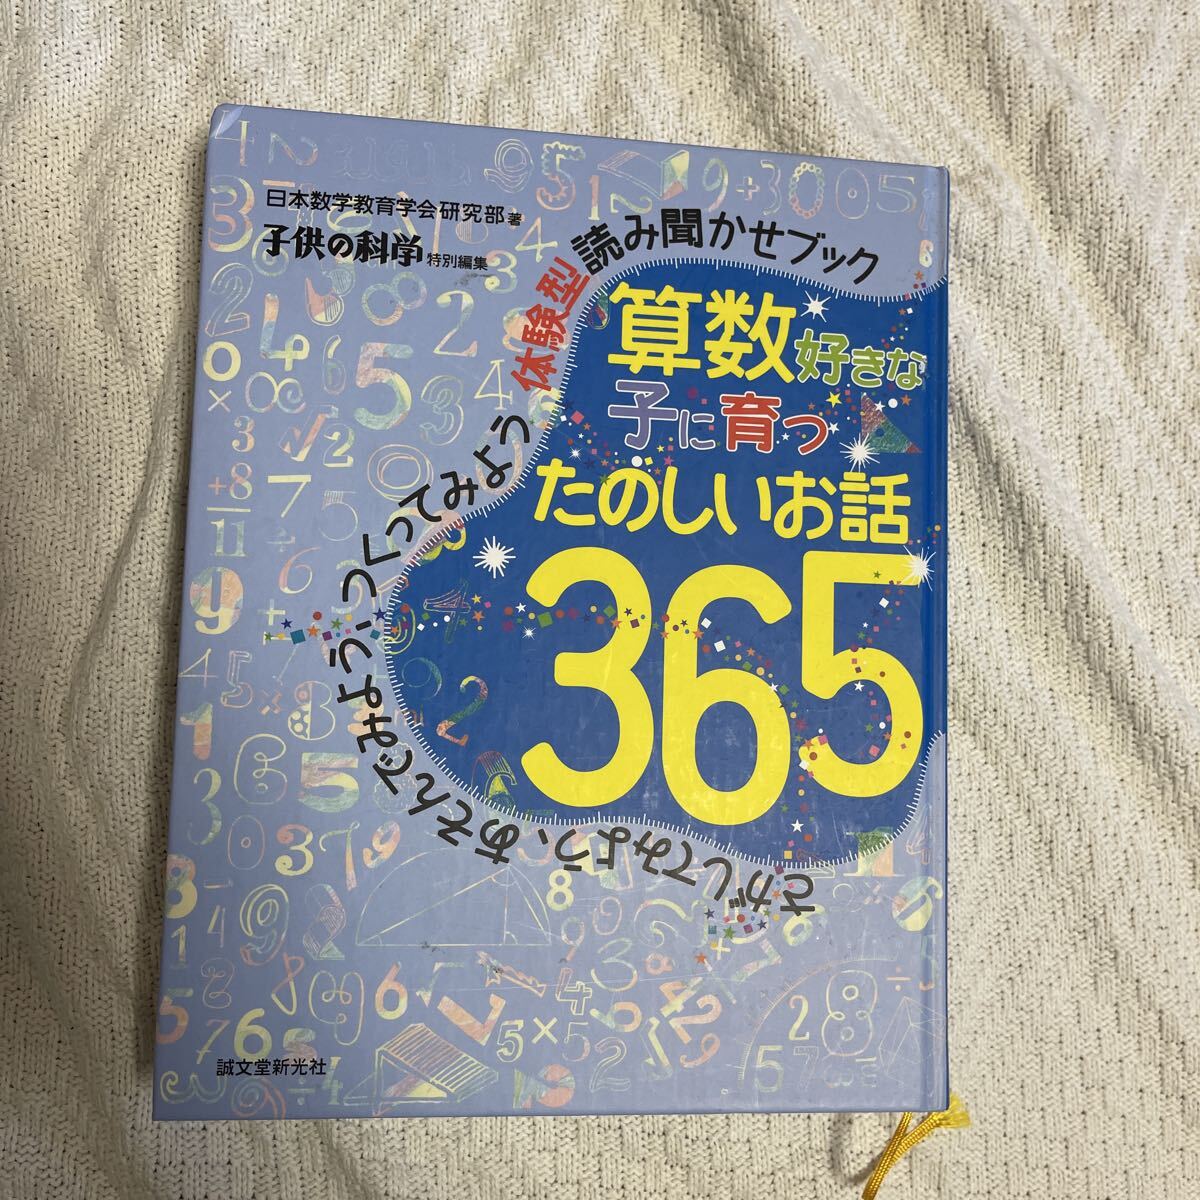 日本数学教育学会研究部 著
子供の科学 特別編集
さがしてみよう、あそんでみよう、つくってみよう 体験型読み聞かせブック
算数好きな
子に育つ
たのしいお話
365
誠文堂新光社